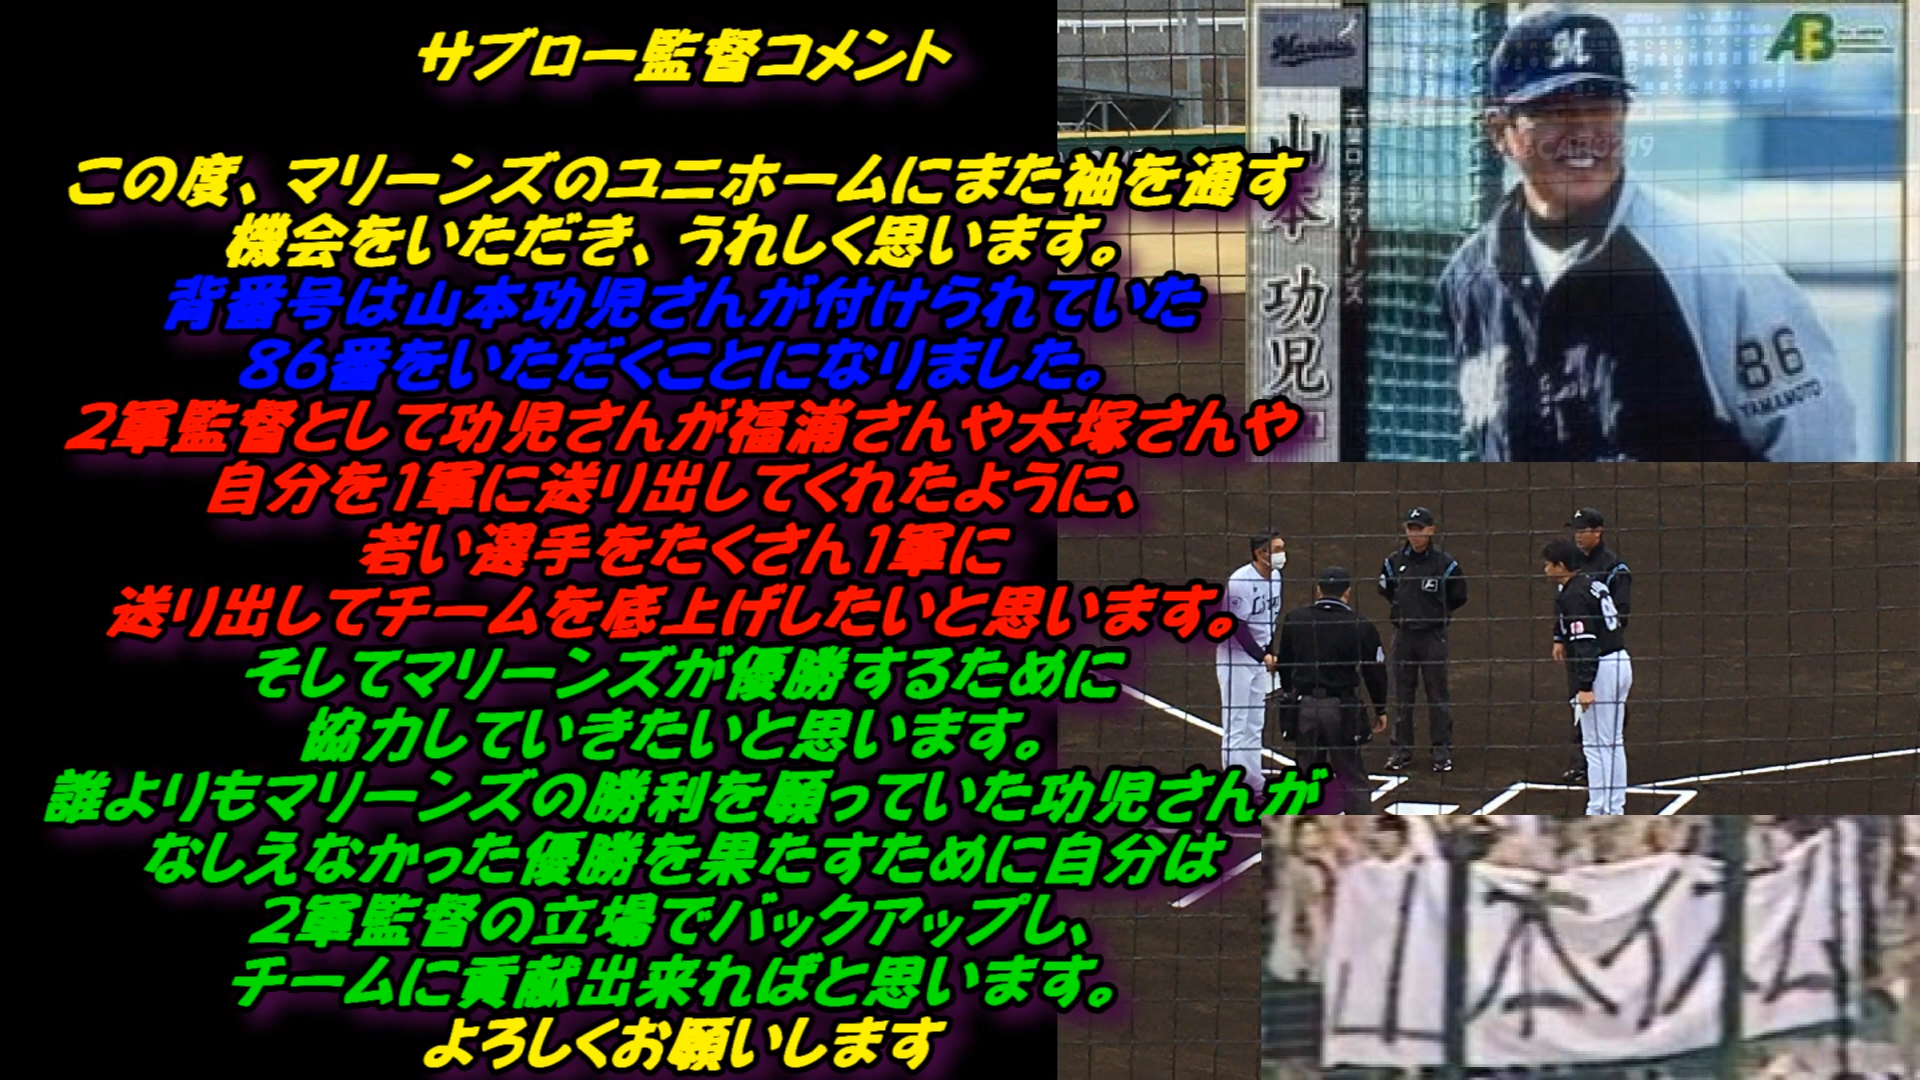 サブロー監督コメント
この度、マリーンズのユニホームにまた袖を通す
機会をいただき、うれしく思います。
背番号は山本功児さんが付けられていた
86番をいただくことになりました。
2軍監督として功児さんが福浦さんや大塚さんや
自分を1軍に送り出してくれたように、
若い選手をたくさん1軍に
送り出してチームを底上げしたいと思います。
そしてマリーンズが優勝するために
協力していきたいと思います。
誰よりもマリーンズの勝利を願っていた功児さんが
なしえなかった優勝を果たすために自分は
2軍監督の立場でバックアップし、
チームに貢献出来ればと思います。
よろしくお願いします
Marines
山本 功児
千葉ロッテマリーンズ
M
86
YAMAMOTO
山本イズム